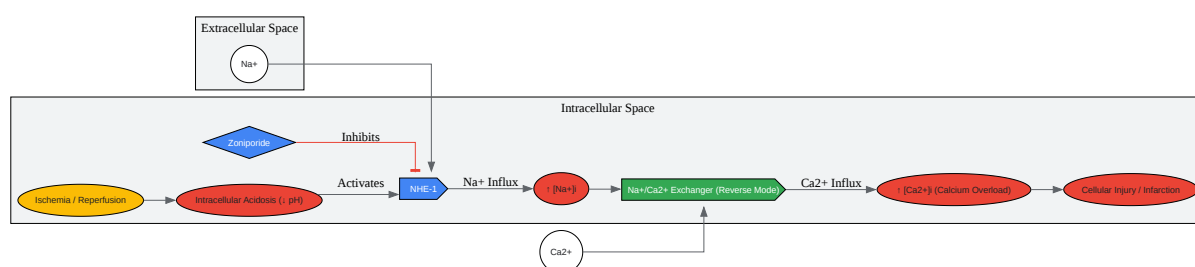 Extracellular Space
Na+
Intracellular Space
Zoniporide
Inhibits
Ischemia / Reperfusion
Intracellular Acidosis (↓ pH)
Activates
NHE-1
Na+ Influx
↑ [Na+]i
Na+/Ca2+ Exchanger (Reverse Mode)
Ca2+ Influx
↑ [Ca2+]i (Calcium Overload)
Cellular Injury / Infarction
Ca2+